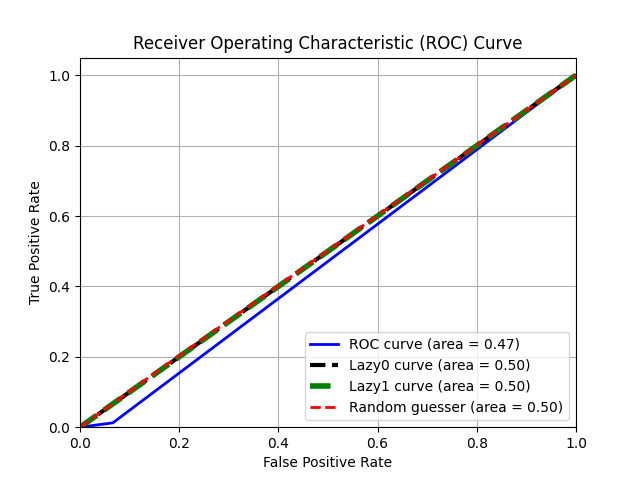 Receiver Operating Characteristic (ROC) Curve
True Positive Rate
1.0
0.8
0.6
0.4
0.2
0.0
ROC curve (area = 0.47)
Lazy0 curve (area = 0.50)
Lazy1 curve (area = 0.50)
Random guesser (area = 0.50)
0.0 0.2 0.4 0.6 0.8 1.0
False Positive Rate